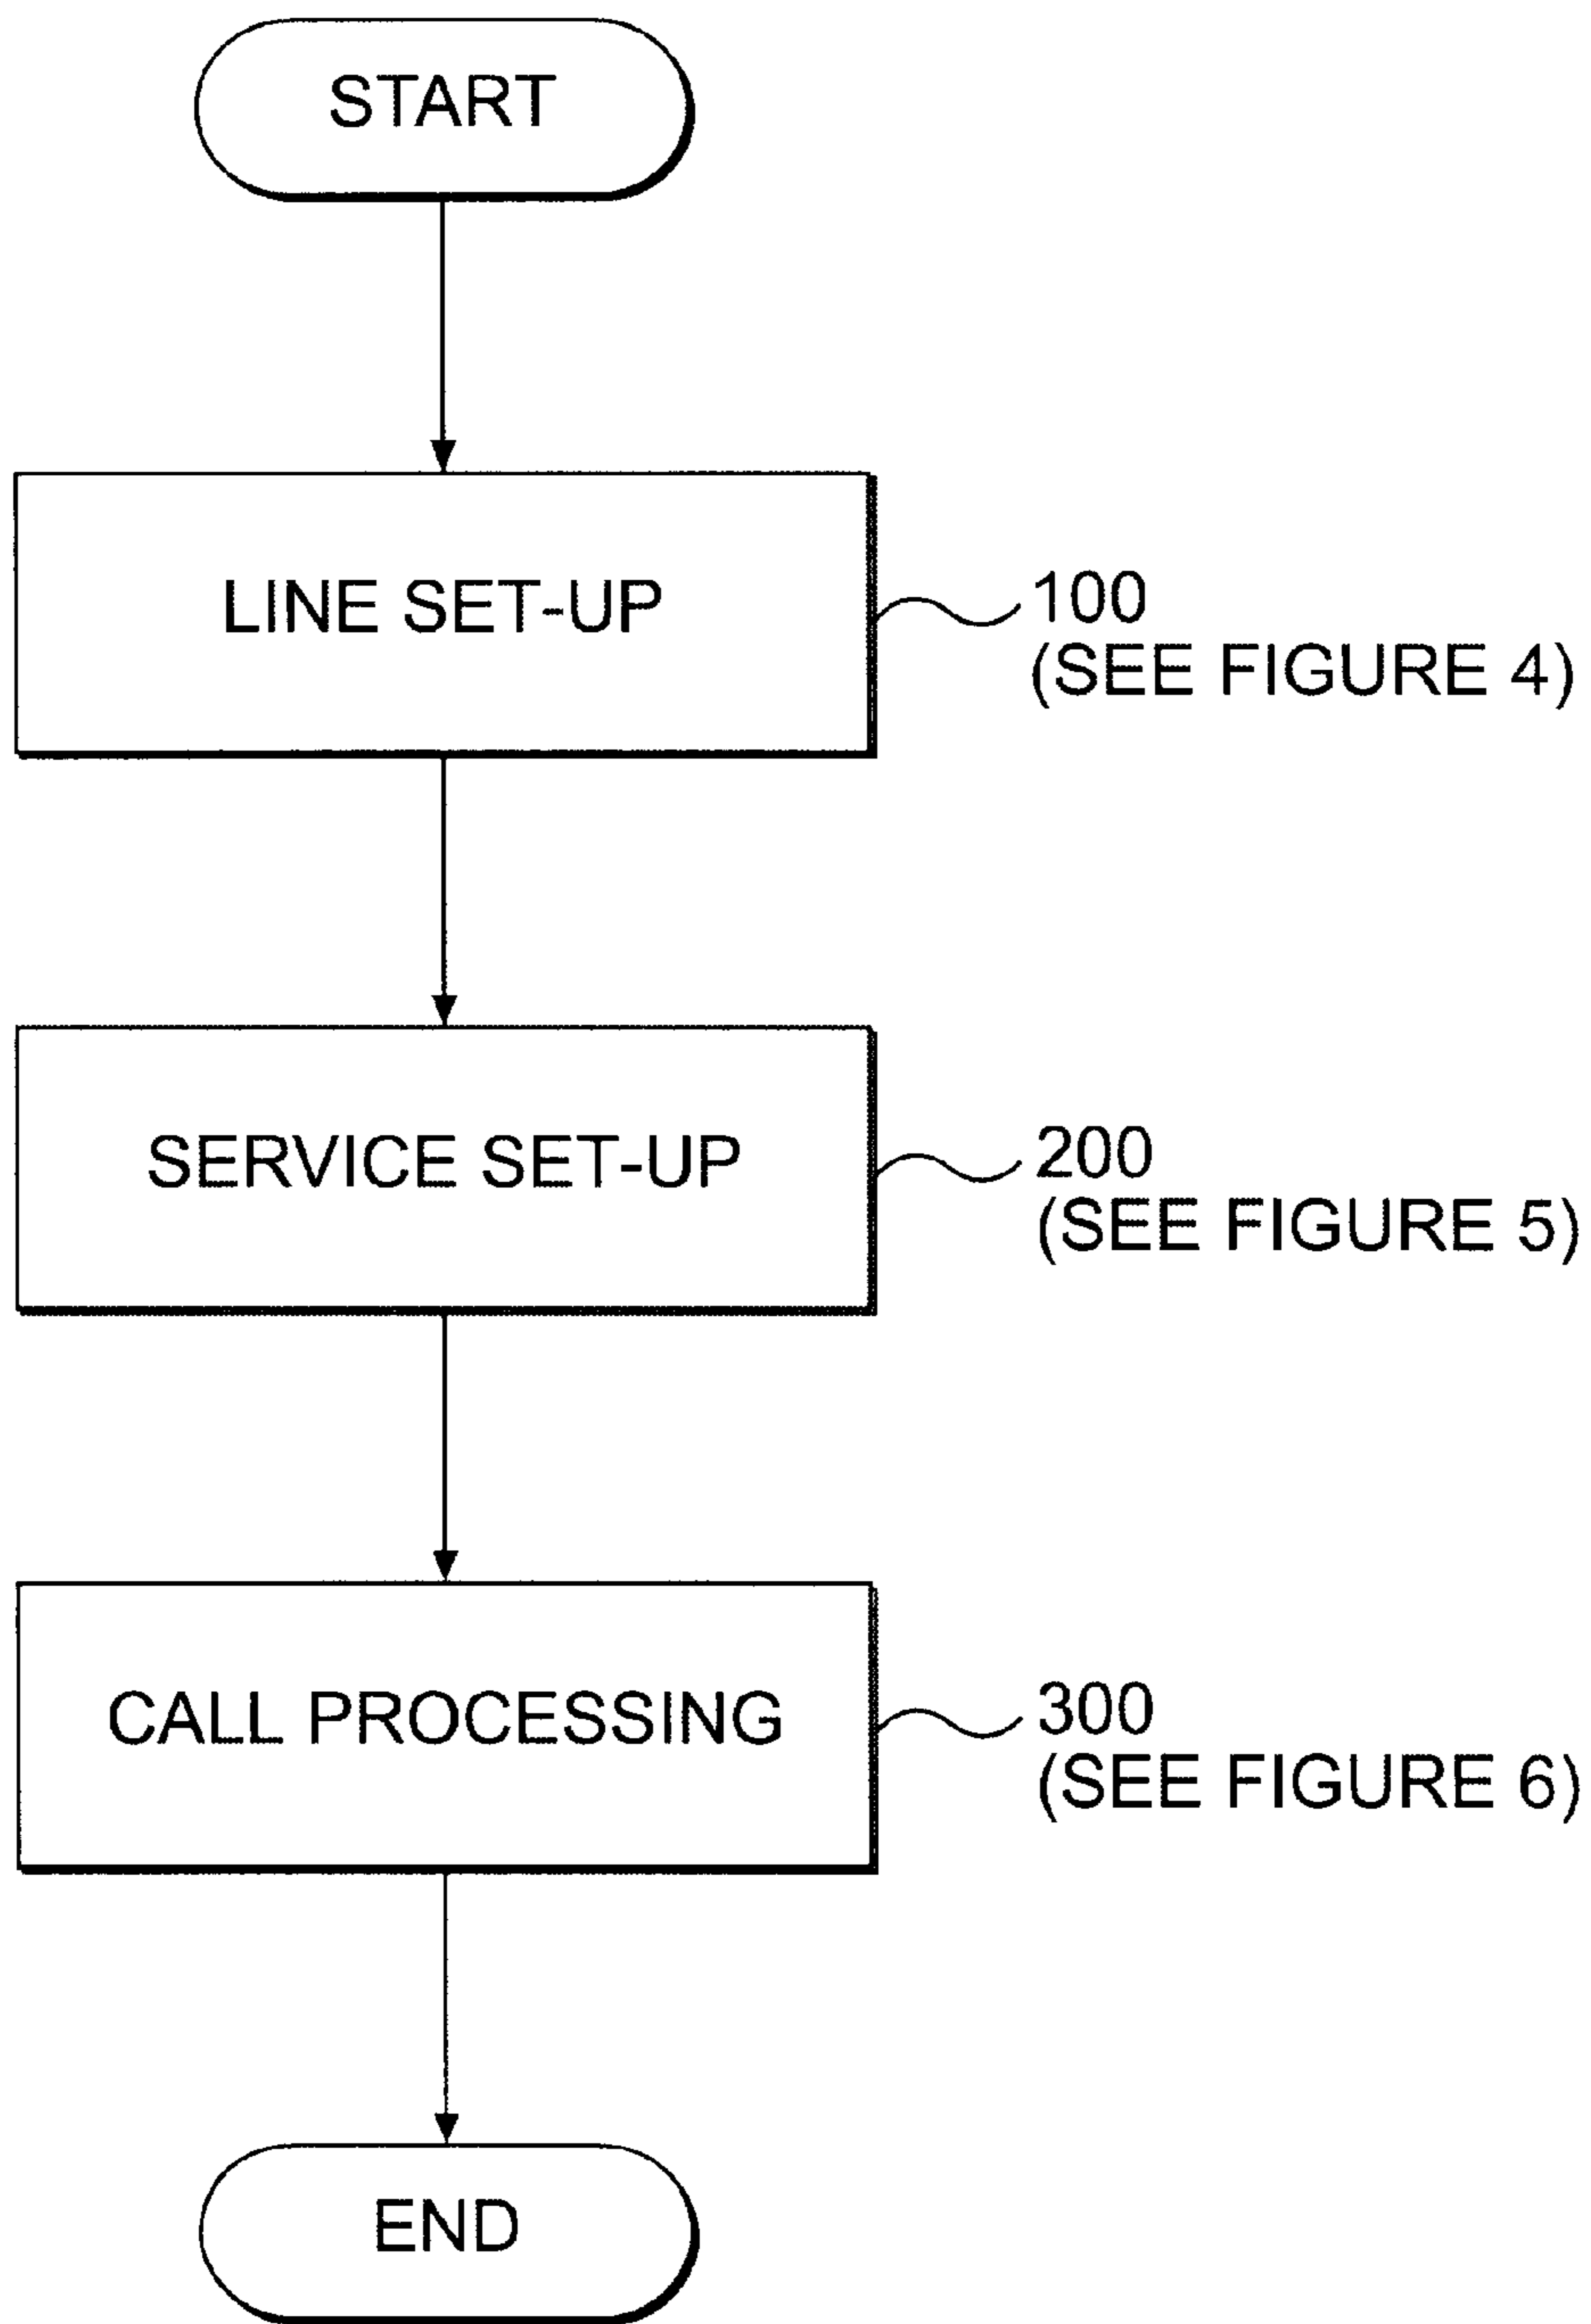 START
LINE SET-UP
100
(SEE FIGURE 4)
SERVICE SET-UP
200
(SEE FIGURE 5)
CALL PROCESSING
300
(SEE FIGURE 6)
END